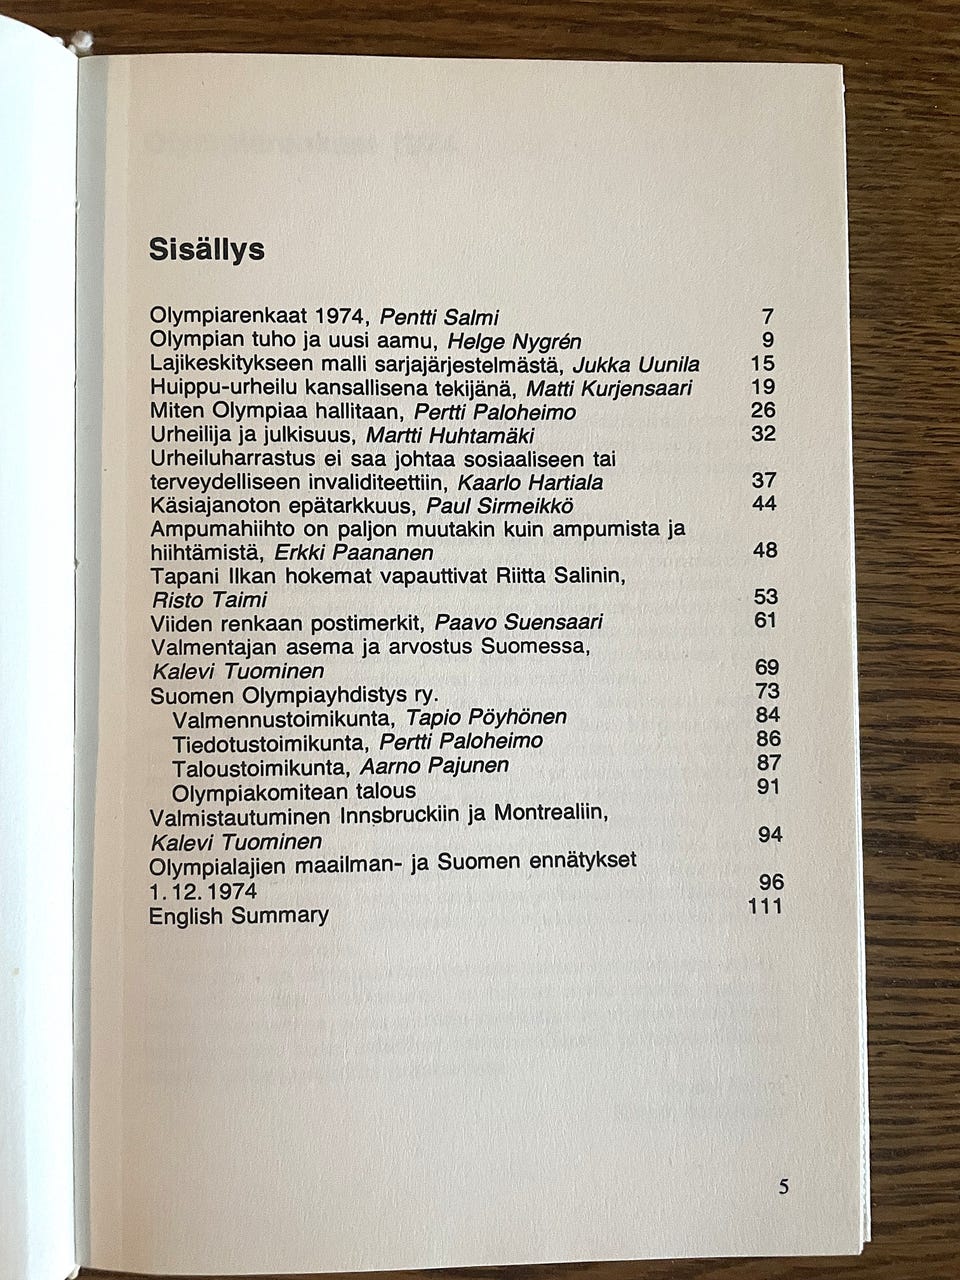 Sisällys
Olympiarenkaat 1974, Pentti Salmi 7
Olympian tuho ja uusi aamu, Helge Nygrén 9
Lajikeskitykseen malli sarjajärjestelmästä, Jukka Uunila 15
Huippu-urheilu kansallisena tekijänä, Matti Kurjensaari 19
Miten Olympiaa hallitaan, Pertti Paloheimo 26
Urheilija ja julkisuus, Martti Huhtamäki 32
Urheiluharrastus ei saa johtaa sosiaaliseen tai
terveydelliseen invaliditeettiin, Kaarlo Hartiala 37
Käsiajanoton epätarkkuus, Paul Sirmeikkö 44
Ampumahiihto on paljon muutakin kuin ampumista ja
hiihtämistä, Erkki Paananen 48
Tapani Ilkan hokemat vapauttivat Riitta Salinin,
Risto Taimi 53
Viiden renkaan postimerkit, Paavo Suensaari 61
Valmentajan asema ja arvostus Suomessa,
Kalevi Tuominen 69
Suomen Olympiayhdistys ry. 73
Valmennustoimikunta, Tapio Pöyhönen 84
Tiedotustoimikunta, Pertti Paloheimo 86
Taloustoimikunta, Aarno Pajunen 87
Olympiakomitean talous 91
Valmistautuminen Innsbruckiin ja Montrealiin,
Kalevi Tuominen 94
Olympialajien maailman- ja Suomen ennätykset
1.12.1974 96
English Summary 111
5